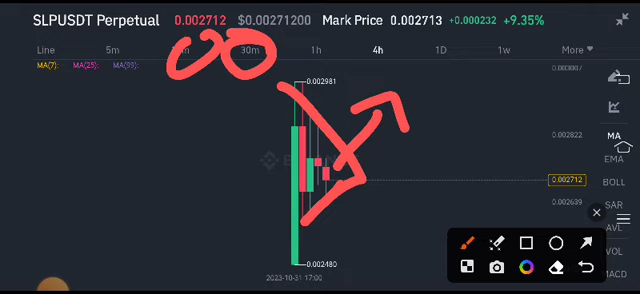 SLPUSDT Perpetual 0.002712 $0.00271200 Mark Price 0.002713 +0.000232 +9.35%
Line 5m 30m 1h 4h 1D 1w More
MA(7): MA(25): MA(99):
0.002981
0.002822
0.002712
0.002639
0.002480
2023-10-31 17:00
MA
EMA
BOLL
SAR
AVL
VOL
MACD